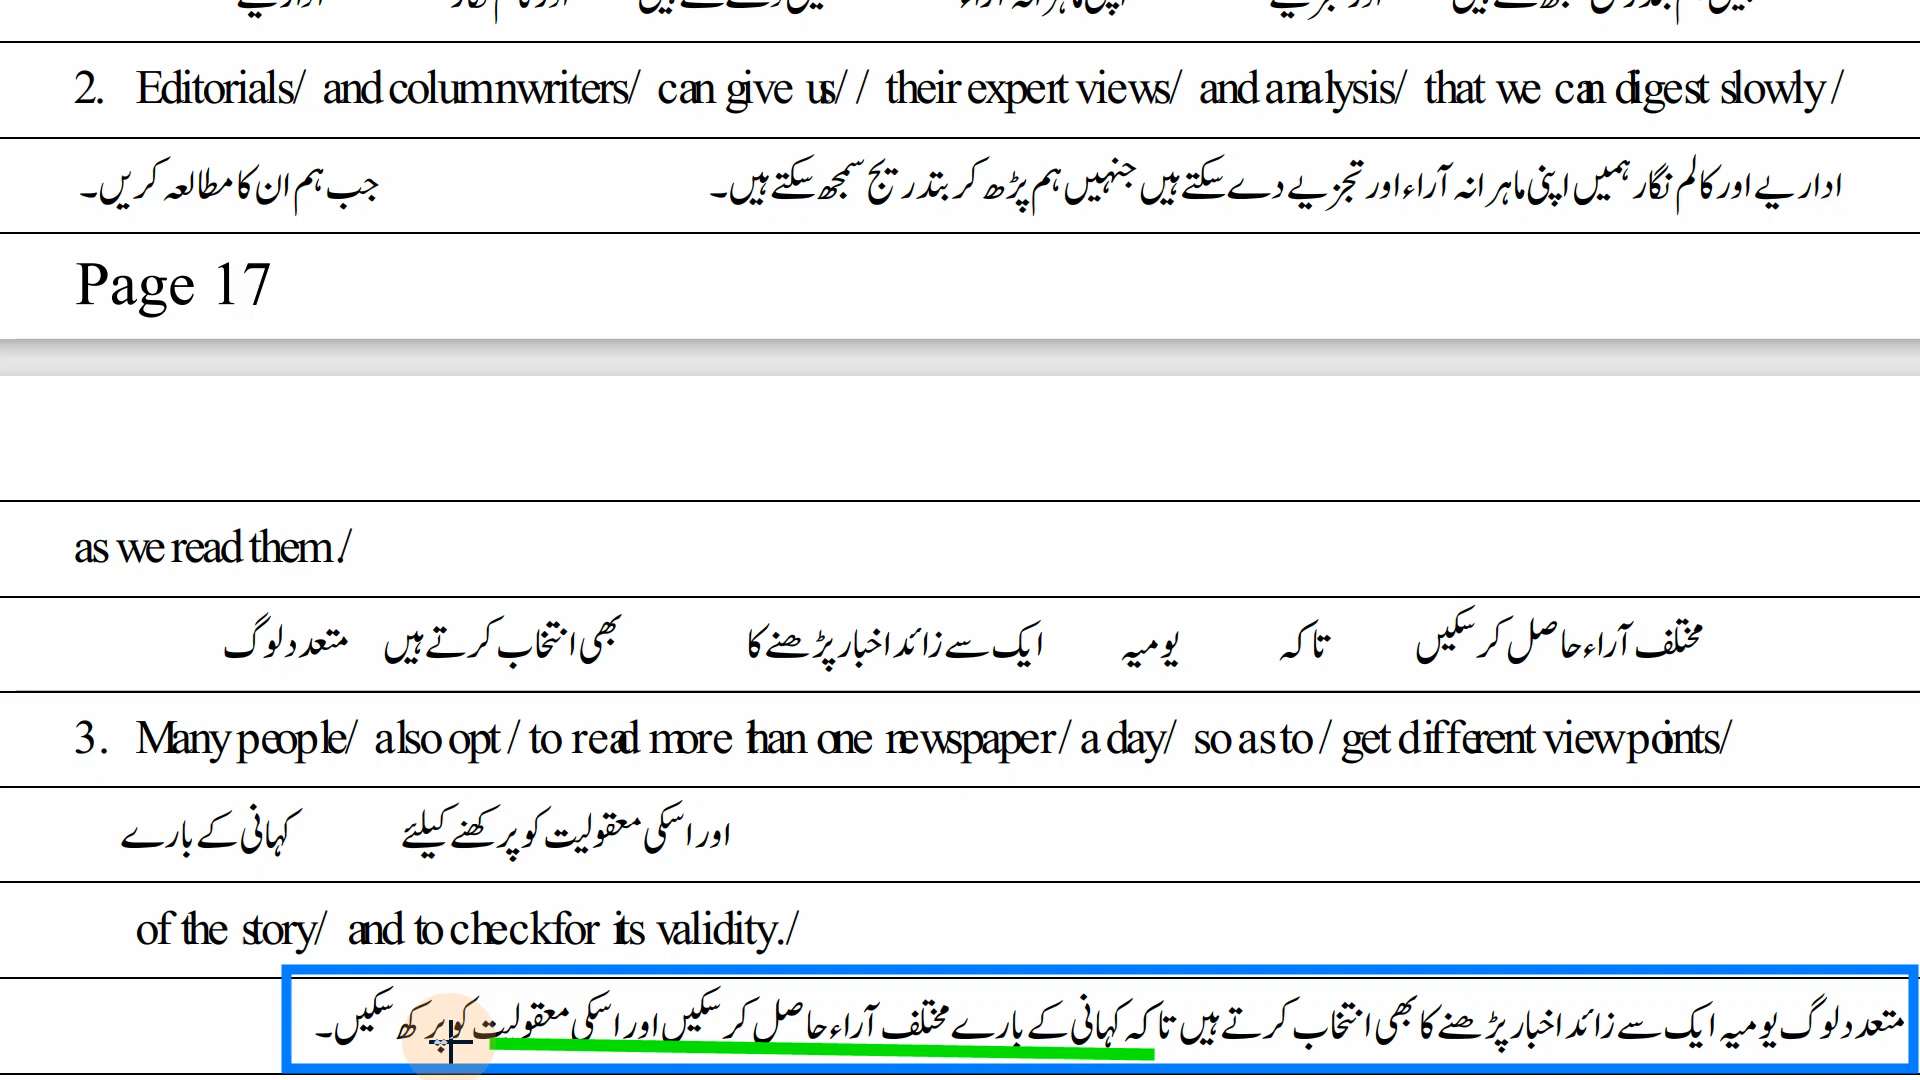 2. Editorials/ and column writers/ can give us/ / their expert views/ and analysis/ that we can digest slowly /
اداریے اور کالم نگار ہمیں اپنی ماہرانہ آراء اور تجزیے دے سکتے ہیں جنہیں ہم پڑھ کر بتدریج سمجھ سکتے ہیں۔ جب ہم ان کا مطالعہ کریں۔
Page 17
as we read them./
مختلف آراء حاصل کر سکیں تاکہ یومیہ ایک سے زائد اخبار پڑھنے کا بھی انتخاب کرتے ہیں متعدد لوگ
3. Many people/ also opt / to read more than one newspaper/ a day/ so as to / get different viewpoints/
اور اسکی معقولیت کو پرکھنے کیلئے کہانی کے بارے
of the story/ and to check for its validity./
متعدد لوگ یومیہ ایک سے زائد اخبار پڑھنے کا بھی انتخاب کرتے ہیں تاکہ کہانی کے بارے مختلف آراء حاصل کر سکیں اور اسکی معقولیت کو پرکھ سکیں۔